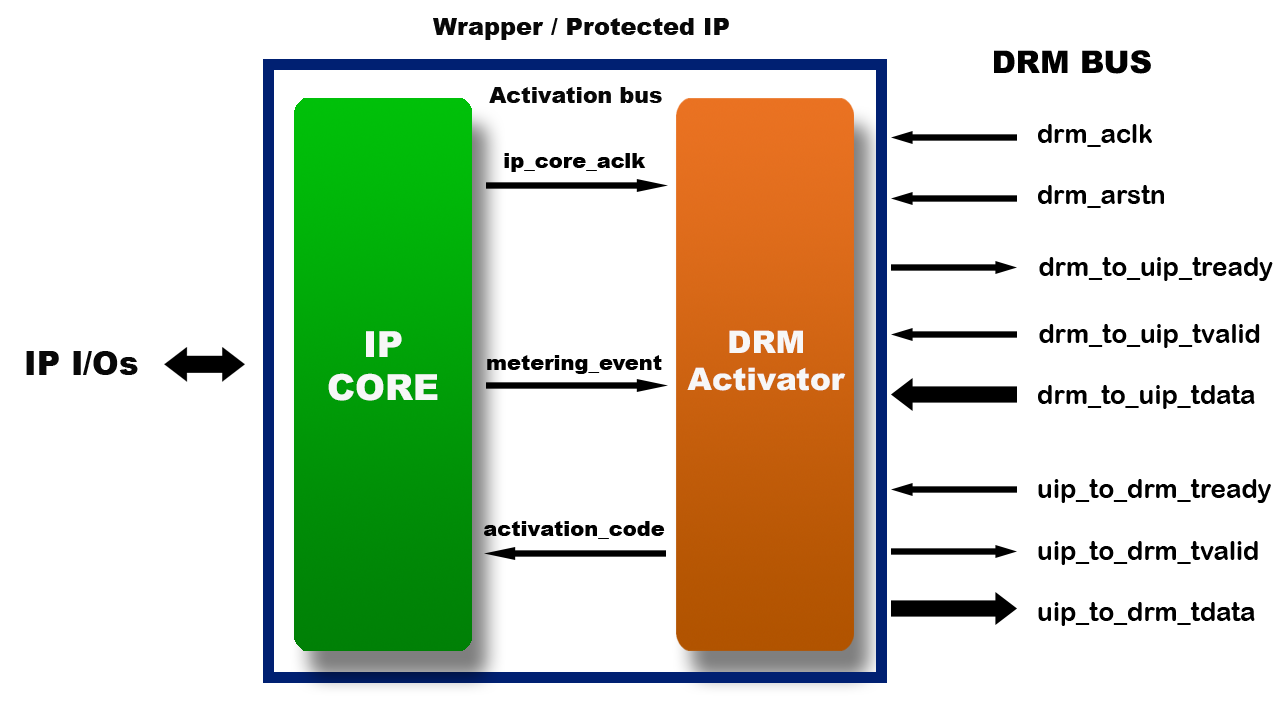 Wrapper / Protected IP
DRM BUS
Activation bus
ip_core_aclk
metering_event
activation_code
IP I/Os
IP
CORE
DRM
Activator
drm_aclk
drm_arstn
drm_to_uip_tready
drm_to_uip_tvalid
drm_to_uip_tdata
uip_to_drm_tready
uip_to_drm_tvalid
uip_to_drm_tdata